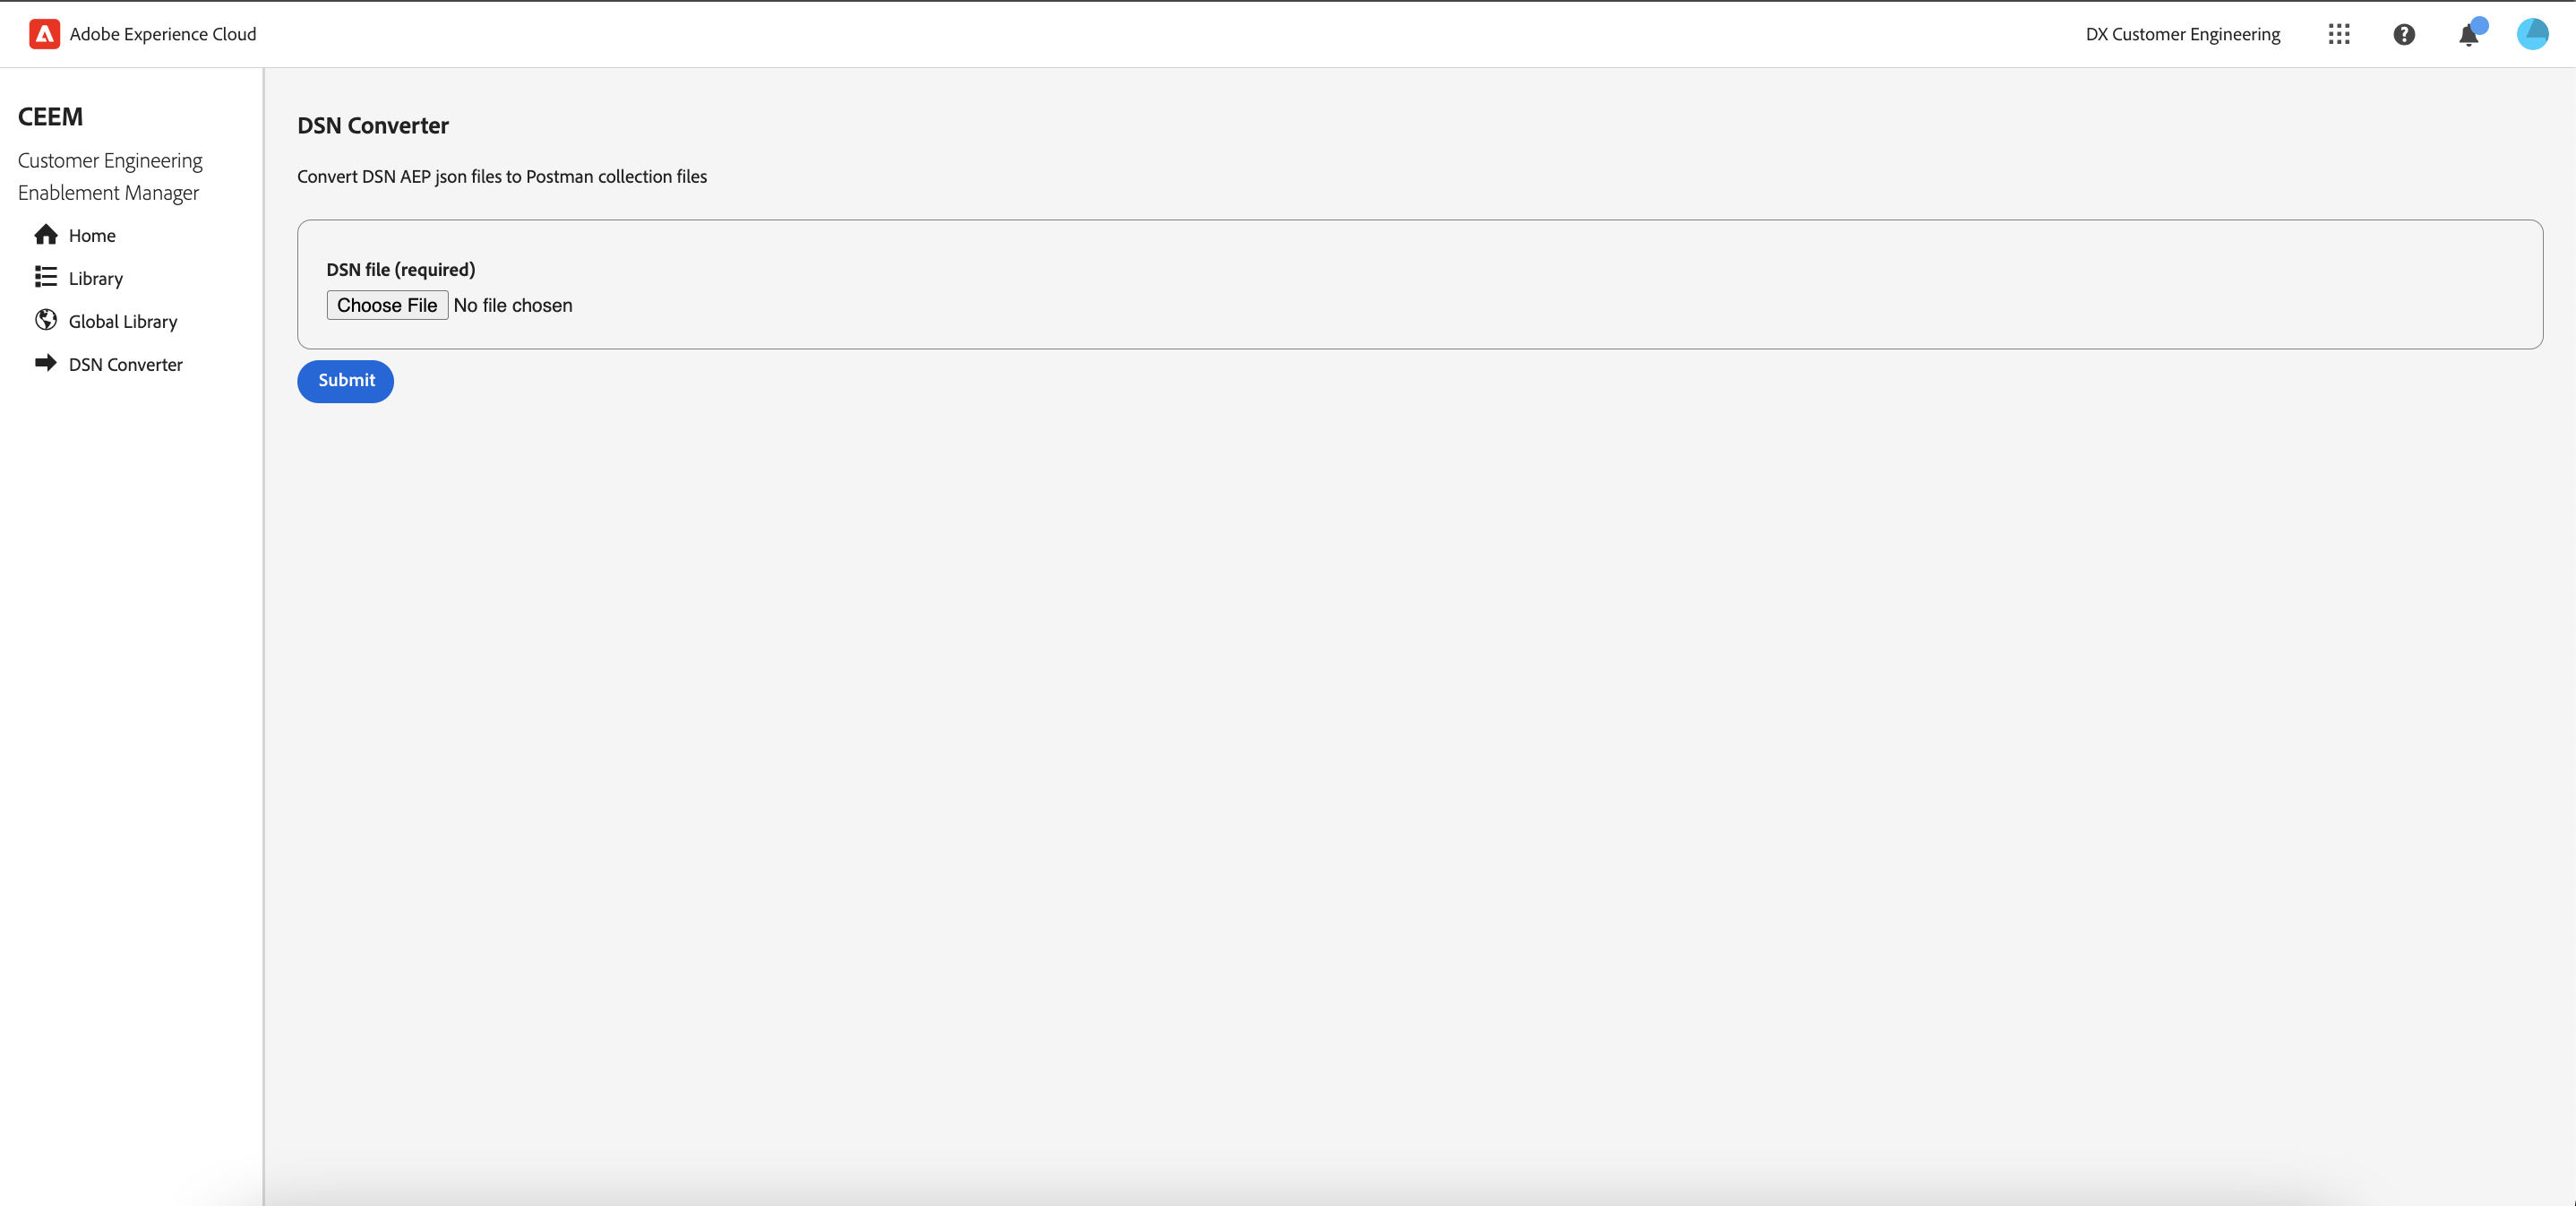 Adobe Experience Cloud
DX Customer Engineering
CEEM
Customer Engineering
Enablement Manager
Home
Library
Global Library
DSN Converter
DSN Converter
Convert DSN AEP json files to Postman collection files
DSN file (required)
Choose File No file chosen
Submit